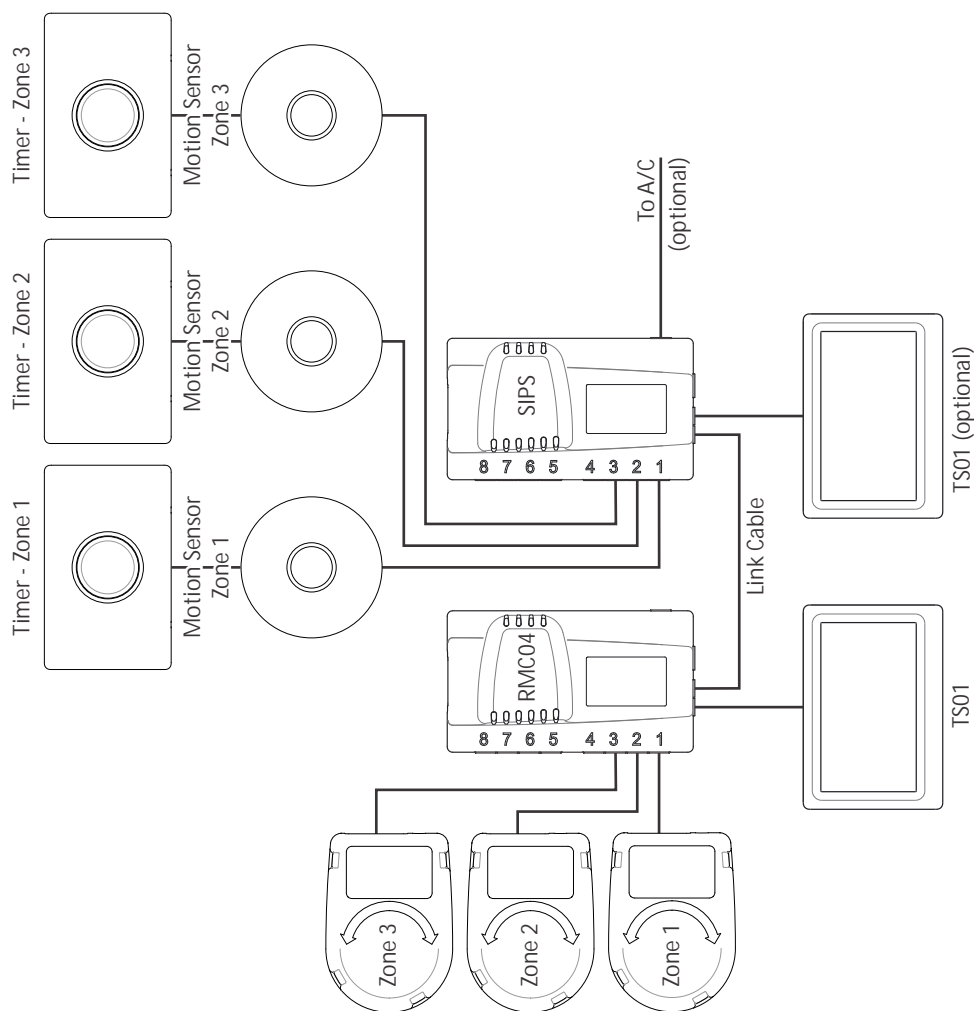 Timer - Zone 1
Timer - Zone 2
Timer - Zone 3
Motion Sensor
Zone 1
Motion Sensor
Zone 2
Motion Sensor
Zone 3
Zone 3
Zone 2
Zone 1
RMC04
8
7
6
5
4
3
2
1
SIPS
8
7
6
5
4
3
2
1
To A/C
(optional)
Link Cable
TS01
TS01 (optional)